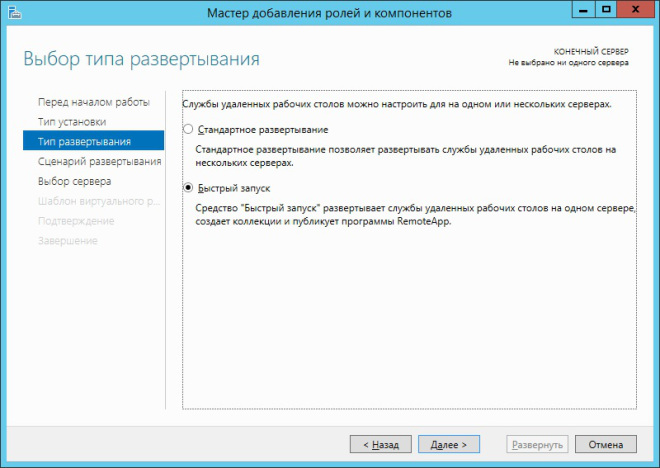 Мастер добавления ролей и компонентов
Выбор типа развертывания
КОНЕЧНЫЙ СЕРВЕР
Не выбрано ни одного сервера
Перед началом работы
Тип установки
Тип развертывания
Сценарий развертывания
Выбор сервера
Шаблон виртуального р...
Подтверждение
Завершение
Службы удаленных рабочих столов можно настроить для на одном или нескольких серверах.
Стандартное развертывание
Стандартное развертывание позволяет развертывать службы удаленных рабочих столов на
нескольких серверах.
Быстрый запуск
Средство "Быстрый запуск" развертывает службы удаленных рабочих столов на одном сервере,
создает коллекции и публикует программы RemoteApp.
< Назад
Далее >
Развернуть
Отмена